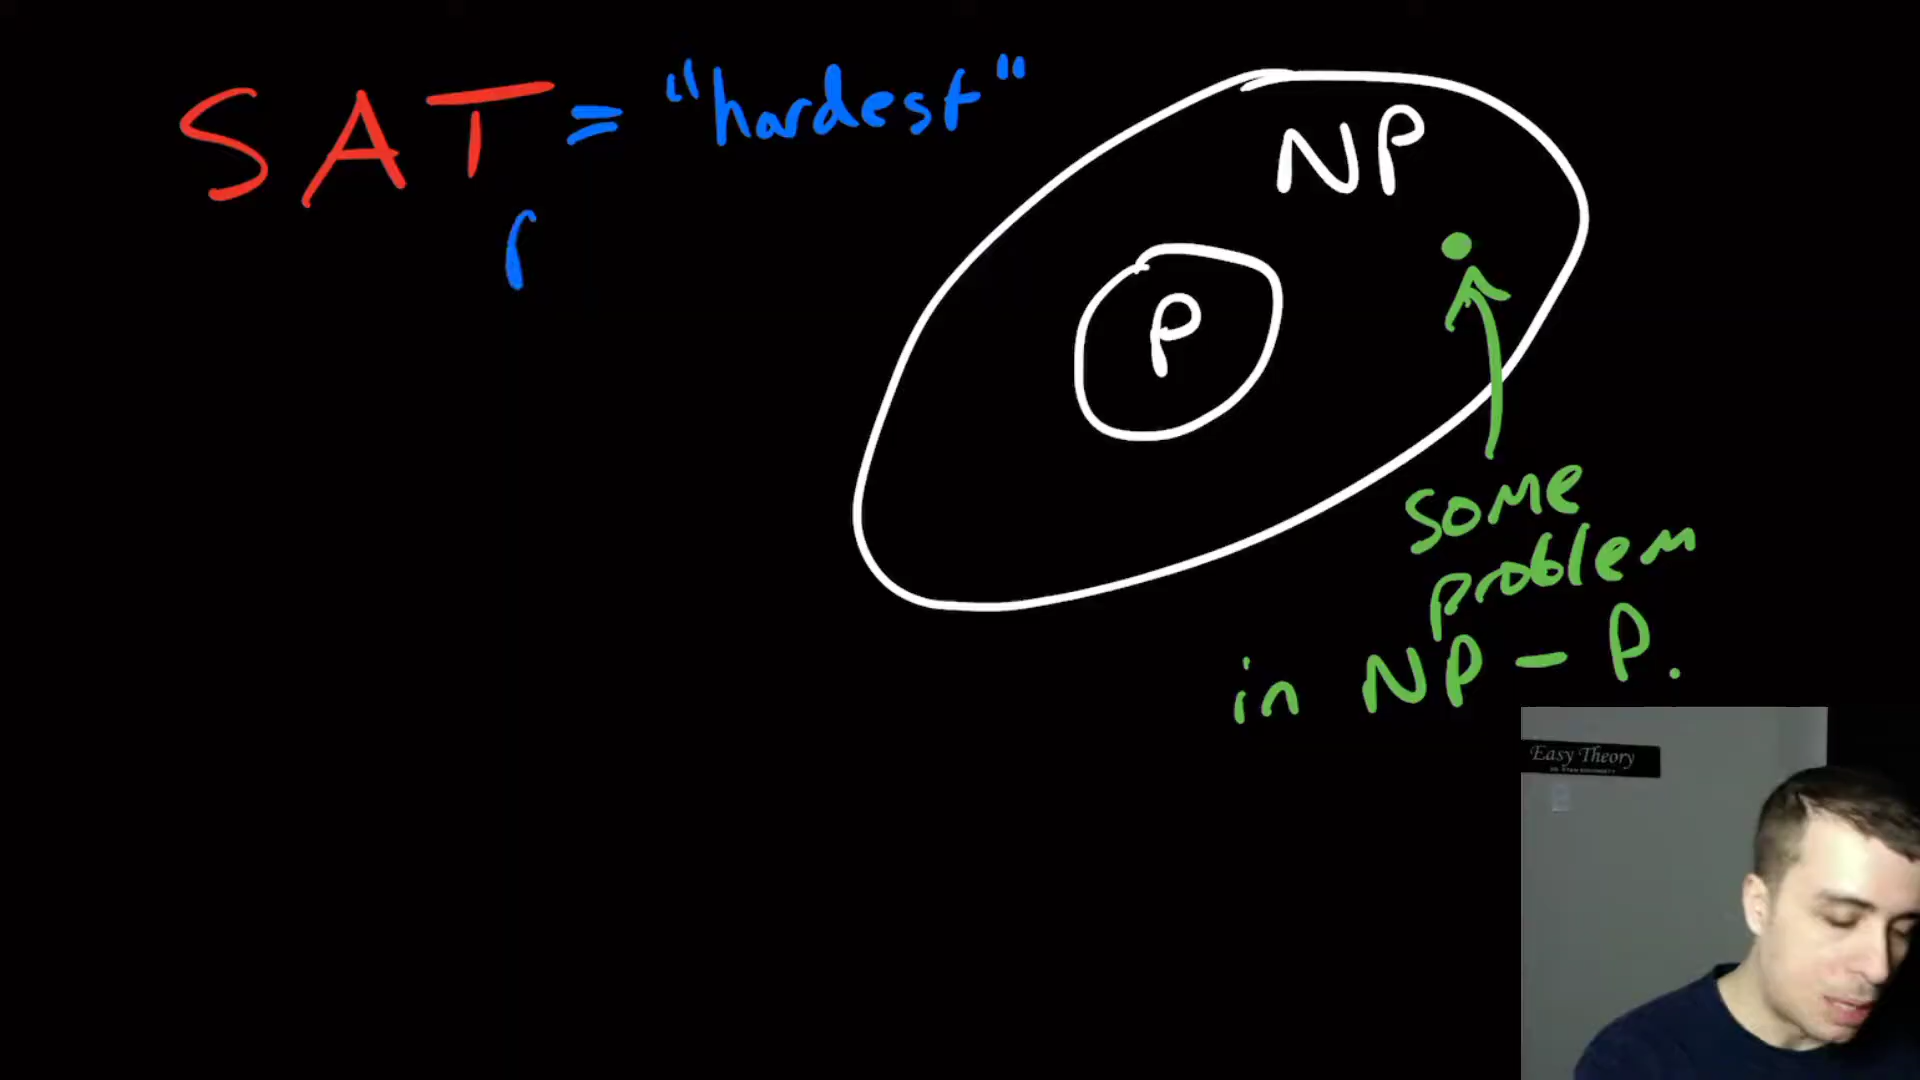 SAT = "hardest"
NP
P
some
problem
in NP - P.
Easy Theory